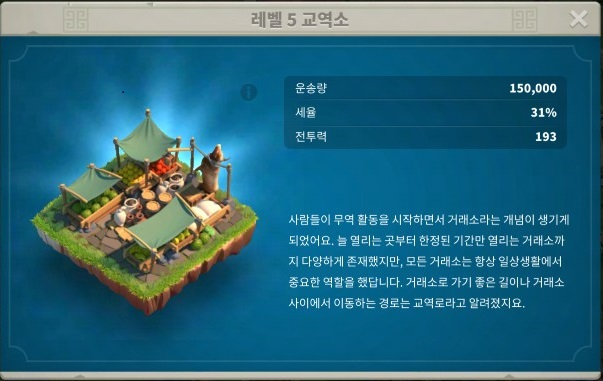 레벨 5 교역소
운송량 150,000
세율 31%
전투력 193
사람들이 무역 활동을 시작하면서 거래소라는 개념이 생기게
되었어요. 늘 열리는 곳부터 한정된 기간만 열리는 거래소까
지 다양하게 존재했지만, 모든 거래소는 항상 일상생활에서
중요한 역할을 했답니다. 거래소로 가기 좋은 길이나 거래소
사이에서 이동하는 경로는 교역로라고 알려졌지요.